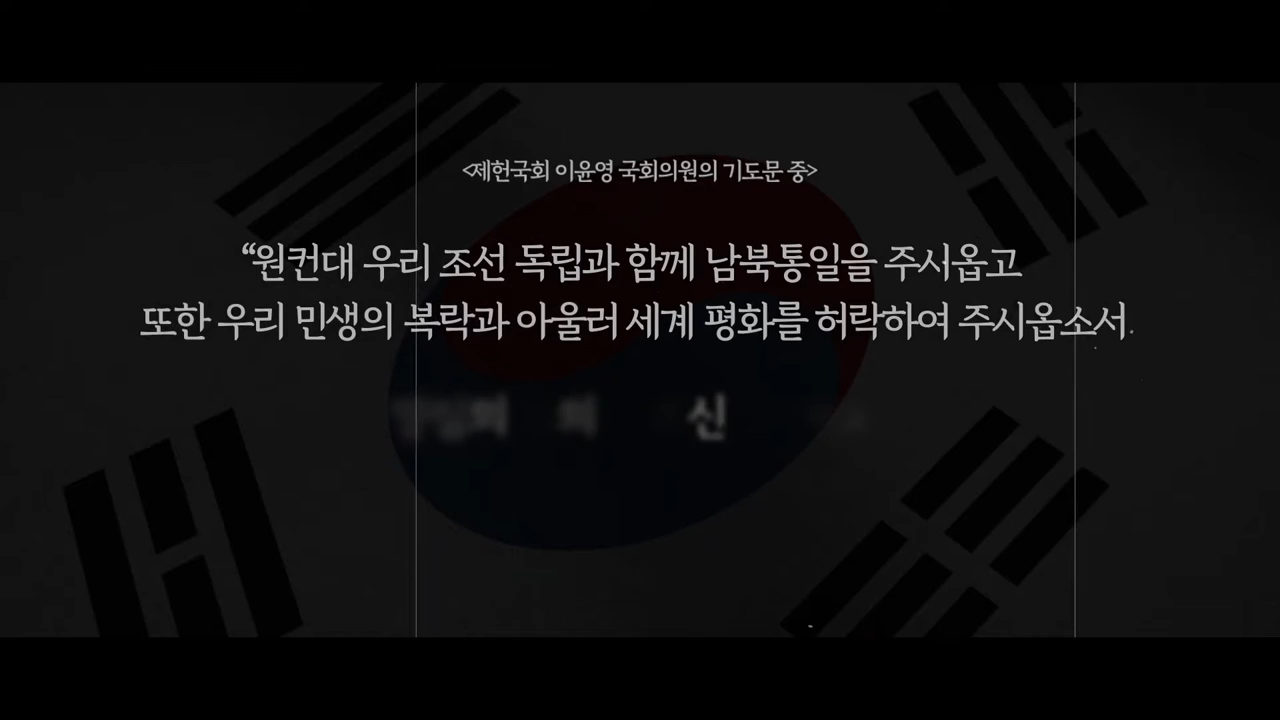 <제헌국회 이윤영 국회의원의 기도문 중>
“원컨대 우리 조선 독립과 함께 남북통일을 주시옵고
또한 우리 민생의 복락과 아울러 세계 평화를 허락하여 주시옵소서.
신